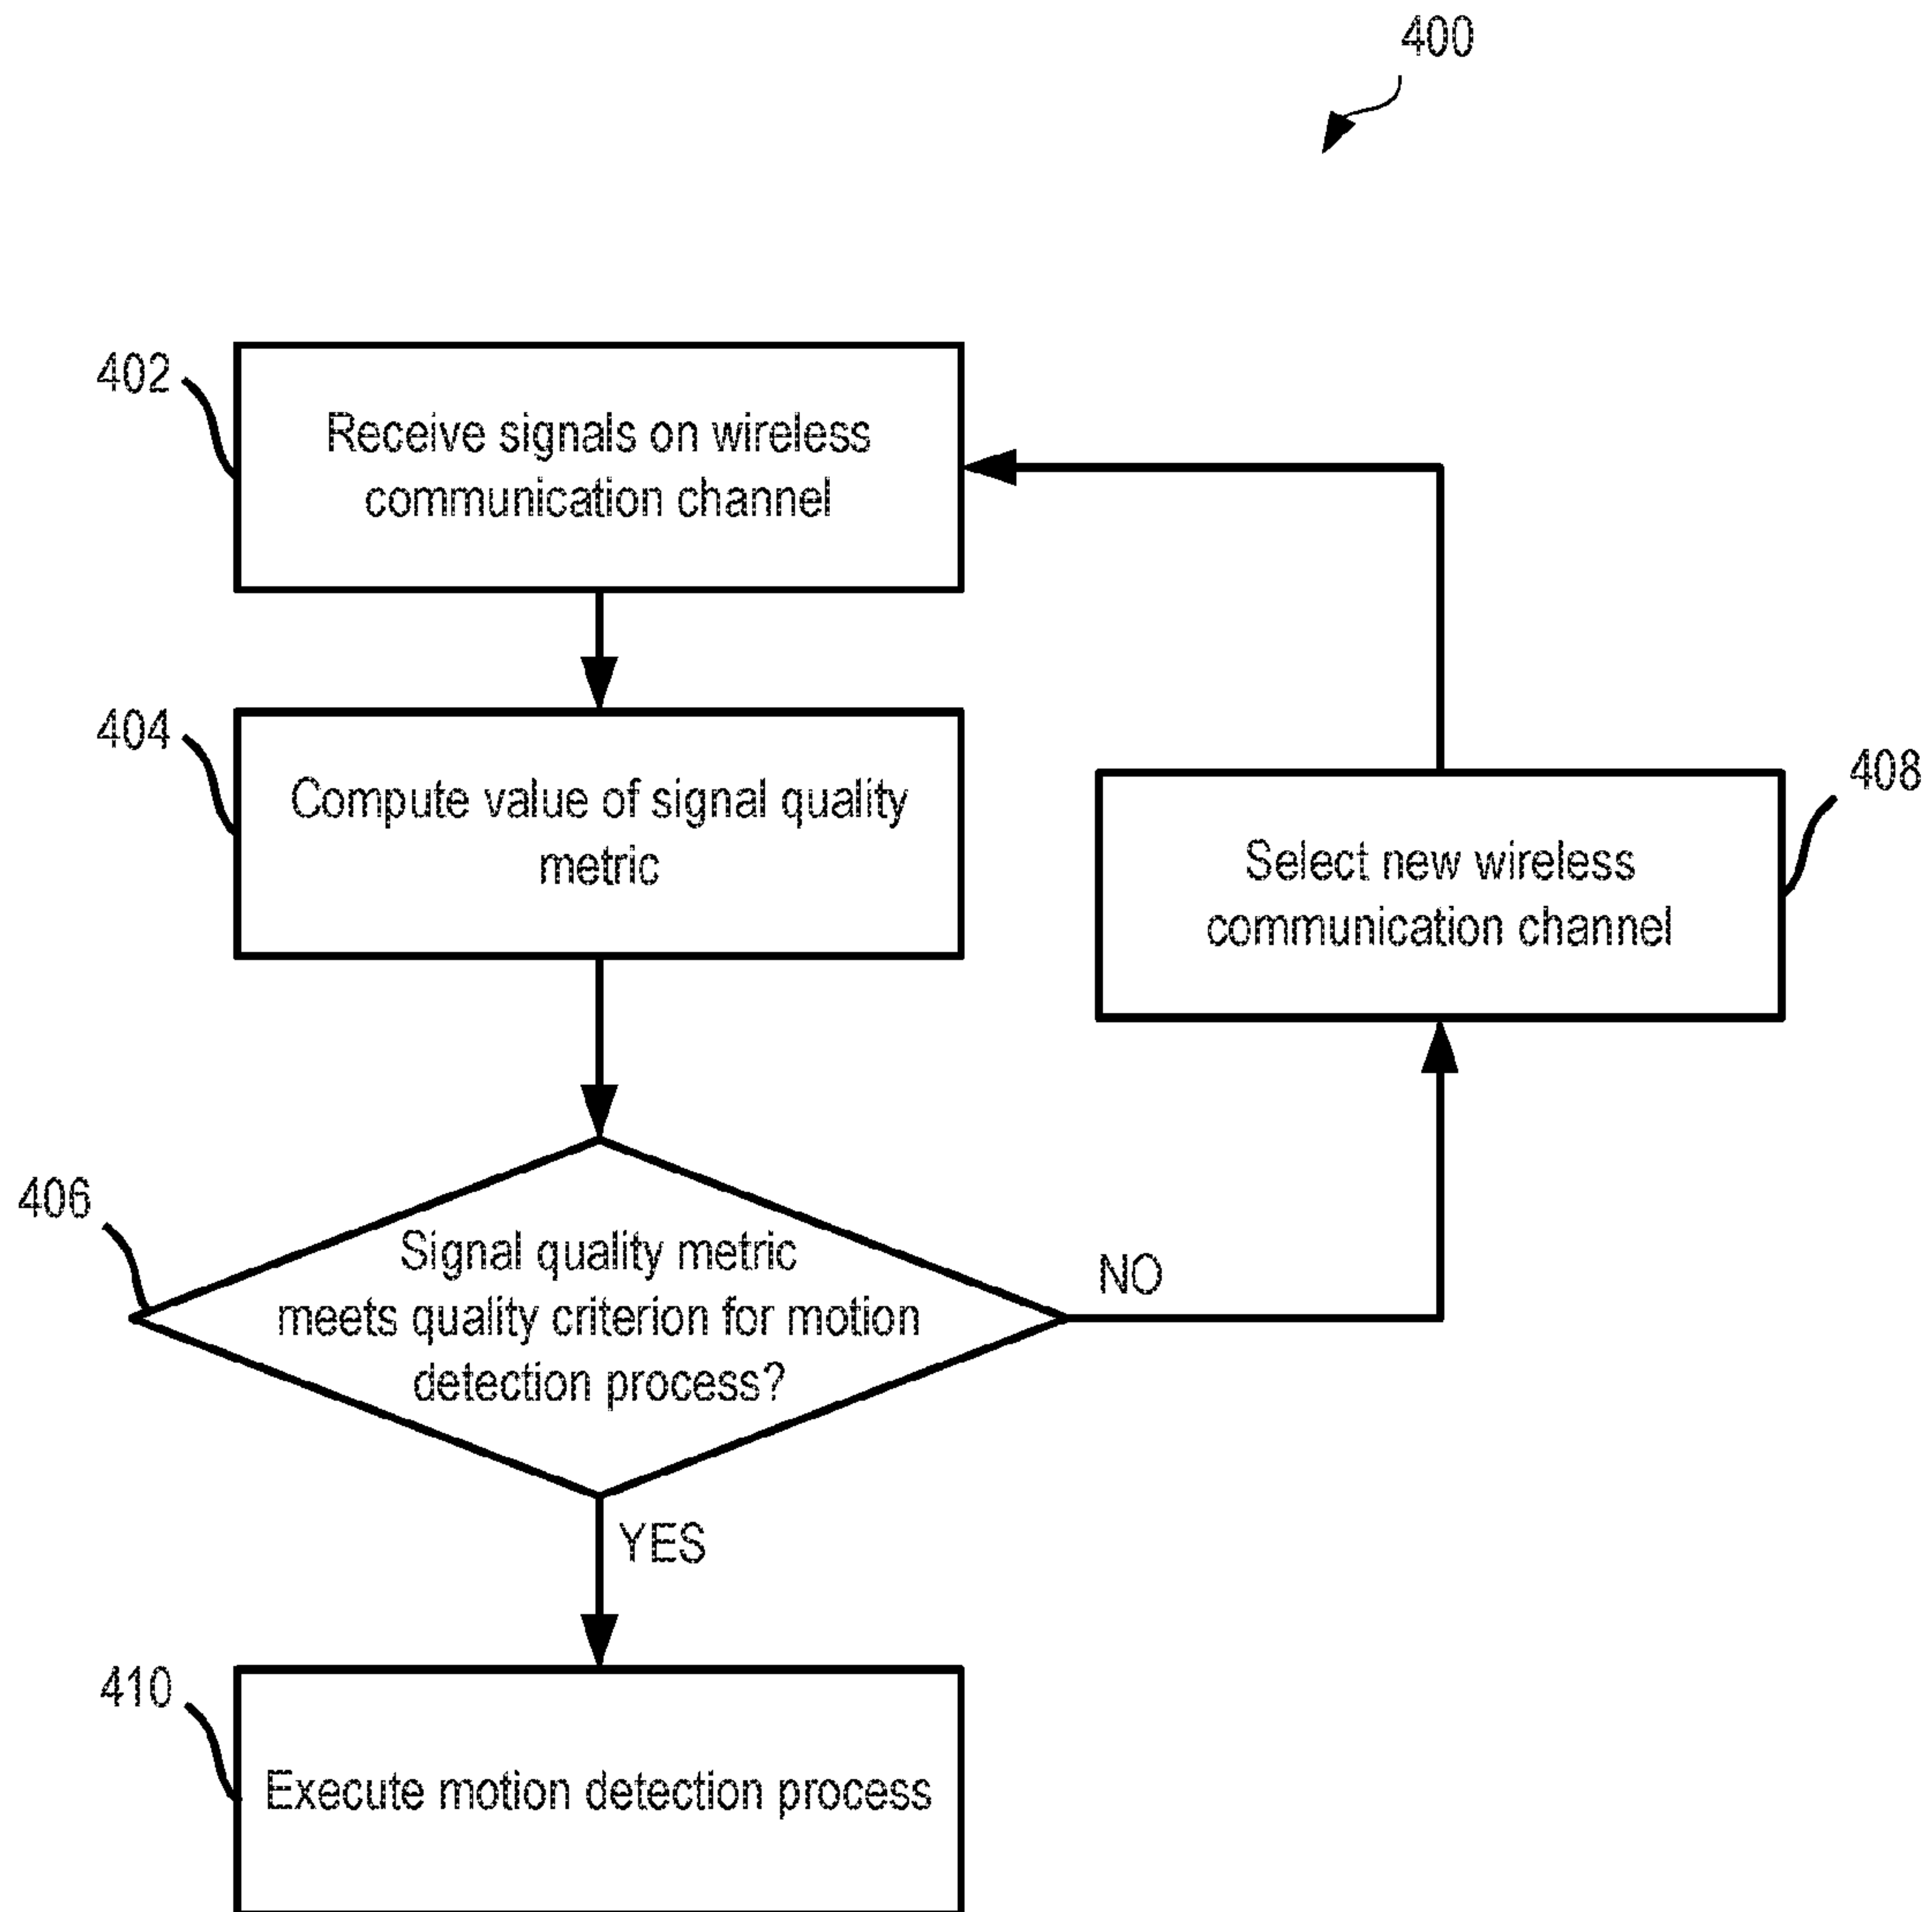 400
402
Receive signals on wireless
communication channel
404
Compute value of signal quality
metric
408
Select new wireless
communication channel
406
Signal quality metric
meets quality criterion for motion
detection process?
NO
YES
410
Execute motion detection process